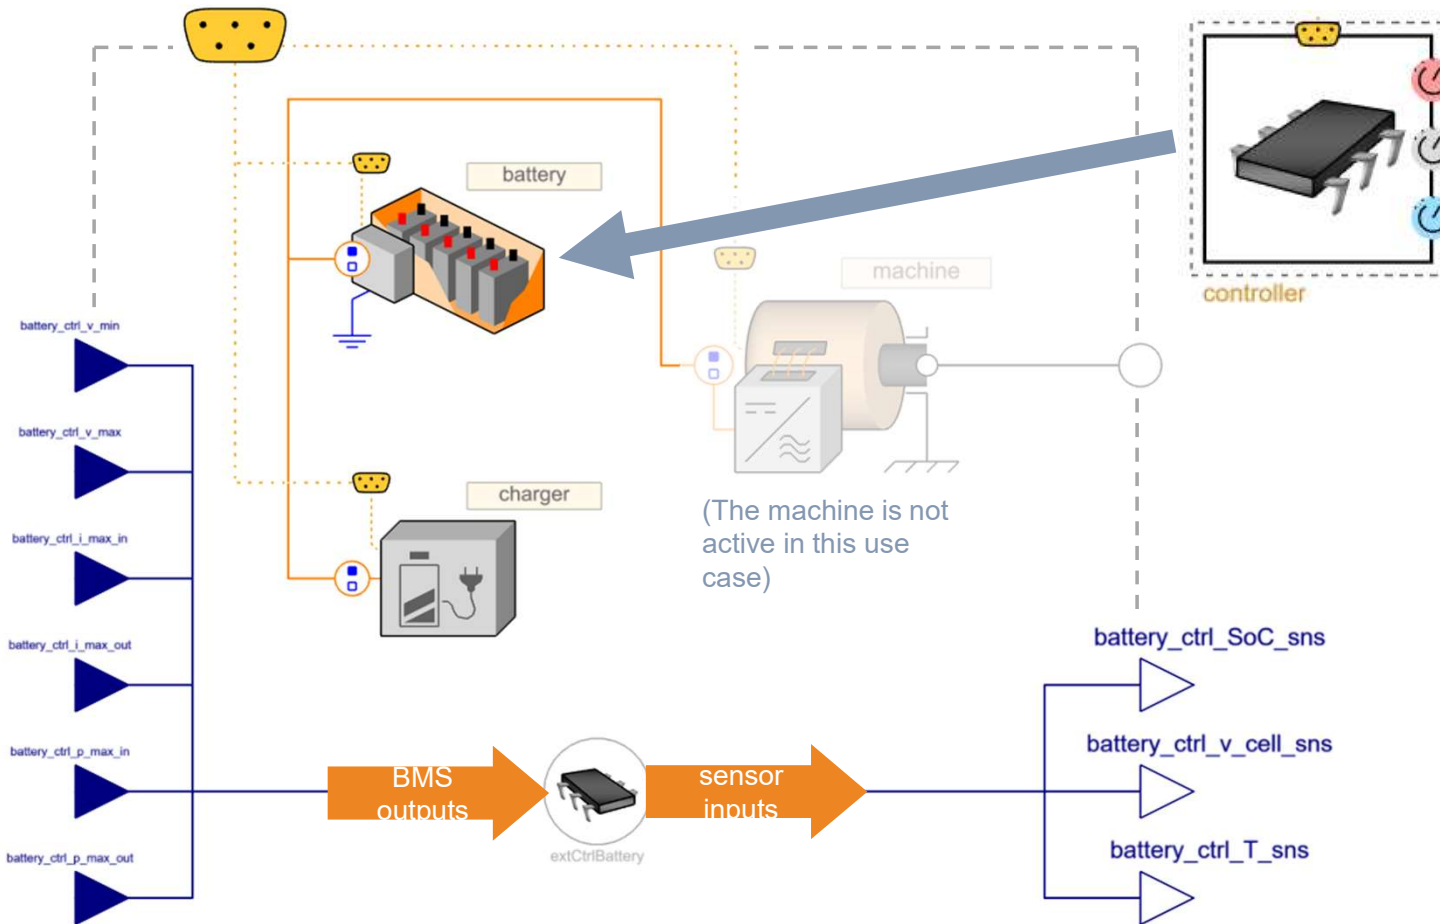 battery
machine
controller
battery_ctrl_v_min
battery_ctrl_v_max
charger
(The machine is not
active in this use
case)
battery_ctrl_i_max_in
battery_ctrl_i_max_out
battery_ctrl_SoC_sns
battery_ctrl_p_max_in
BMS
outputs
sensor
inputs
battery_ctrl_v_cell_sns
extCtrlBattery
battery_ctrl_p_max_out
battery_ctrl_T_sns